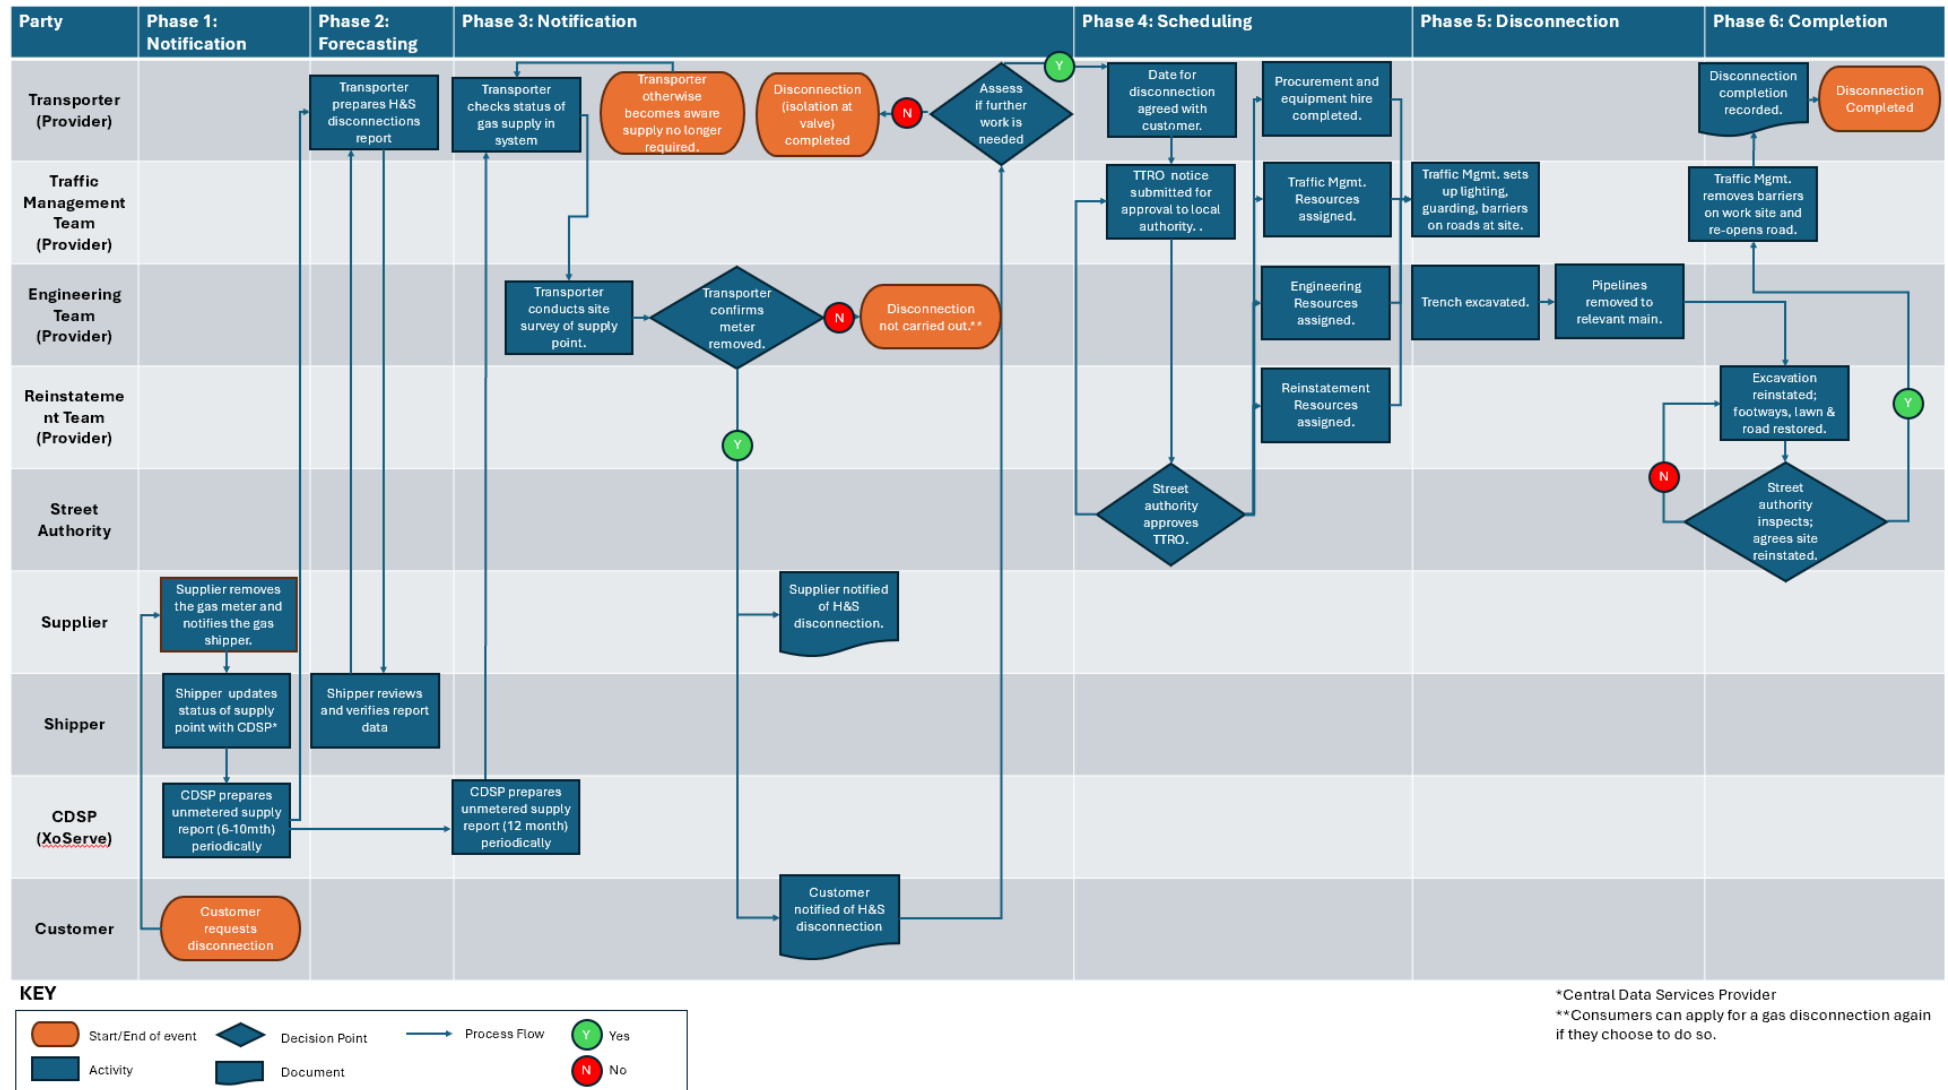 Party
Phase 1:
Notification
Phase 2:
Forecasting
Phase 3: Notification
Phase 4: Scheduling
Phase 5: Disconnection
Phase 6: Completion
Transporter
(Provider)
Transporter
prepares H&S
disconnections
report
Transporter
checks status of
gas supply in
system
Transporter
otherwise
becomes aware
supply no longer
required.
Disconnection
(isolation at
valve)
completed
N
Assess
if further
work is
needed
Y
Date for
disconnection
agreed with
customer.
Procurement and
equipment hire
completed.
Disconnection
completion
recorded.
Disconnection
Completed
Traffic
Management
Team
(Provider)
TTRO notice
submitted for
approval to local
authority. .
Traffic Mgmt.
Resources
assigned.
Traffic Mgmt. sets
up lighting,
guarding, barriers
on roads at site.
Traffic Mgmt.
removes barriers
on work site and
re-opens road.
Engineering
Team
(Provider)
Transporter
conducts site
survey of supply
point.
Transporter
confirms
meter
removed.
N
Disconnection
not carried out.**
Engineering
Resources
assigned.
Trench excavated.
Pipelines
removed to
relevant main.
Reinstateme
nt Team
(Provider)
Y
Reinstatement
Resources
assigned.
Excavation
reinstated;
footways, lawn &
road restored.
Y
Street
Authority
Street
authority
approves
TTRO.
N
Street
authority
inspects;
agrees site
reinstated.
Supplier
Supplier removes
the gas meter and
notifies the gas
shipper.
Supplier notified
of H&S
disconnection.
Shipper
Shipper updates
status of supply
point with CDSP*
Shipper reviews
and verifies report
data
CDSP
(XoServe)
CDSP prepares
unmetered supply
report (6-10mth)
periodically
CDSP prepares
unmetered supply
report (12 month)
periodically
Customer
Customer
requests
disconnection
Customer
notified of H&S
disconnection
KEY
Start/End of event
Decision Point
Process Flow
Y
Yes
Activity
Document
N
No
*Central Data Services Provider
**Consumers can apply for a gas disconnection again
if they choose to do so.